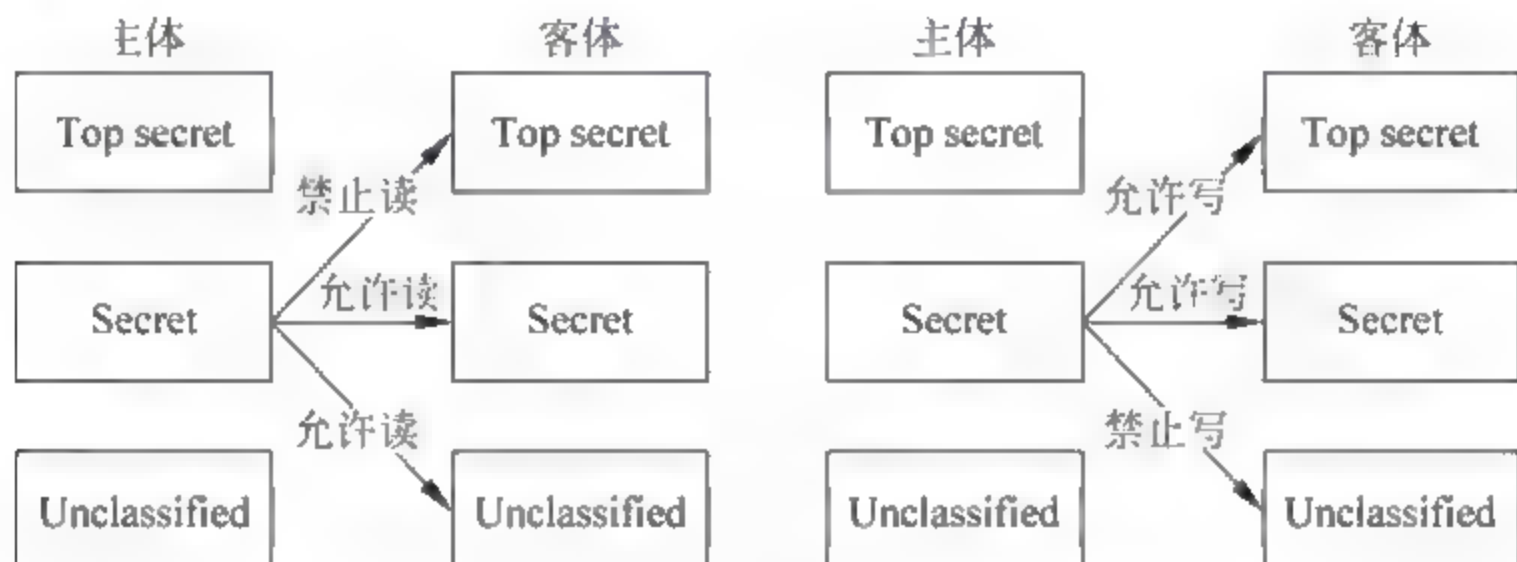 主体 客体 主体 客体
Top secret Top secret Top secret Top secret
禁止读 允许写
允许读 允许写
Secret Secret Secret Secret
允许读 禁止写
Unclassified Unclassified Unclassified Unclassified